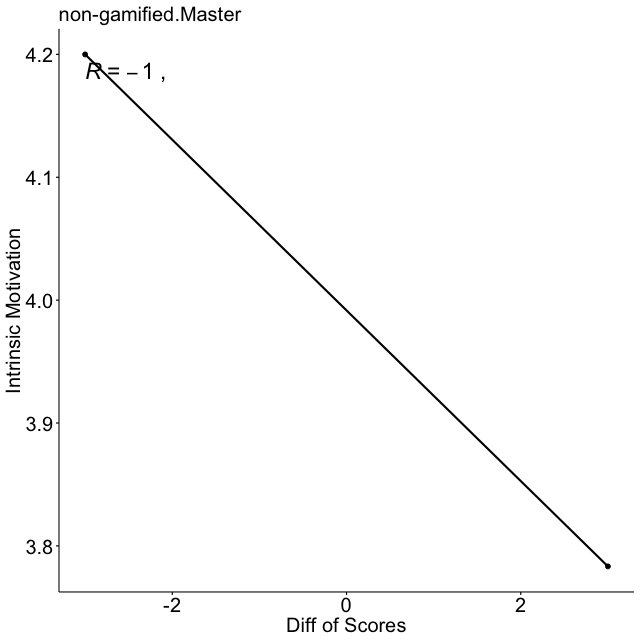 non-gamified.Master
4.2
R = −1 ,
4.1
4.0
3.9
3.8
Intrinsic Motivation
-2 0 2
Diff of Scores